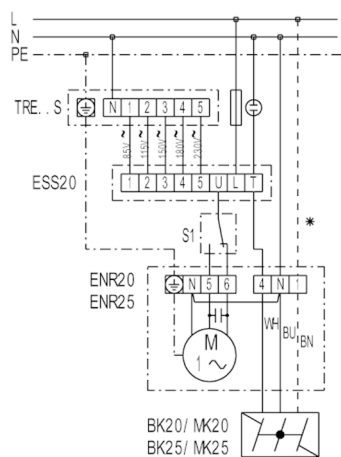 L
N
PE
TRE. . S
N 1 2 3 4 5
~ ~ ~ ~ ~
85V 115V 150V 180V 230V
ESS20
1 2 3 4 5 U L T
S1
*
ENR20
ENR25
N 5 6 4 N 1
M
1 ~
WH
BU
BN
BK20/ MK20
BK25/ MK25